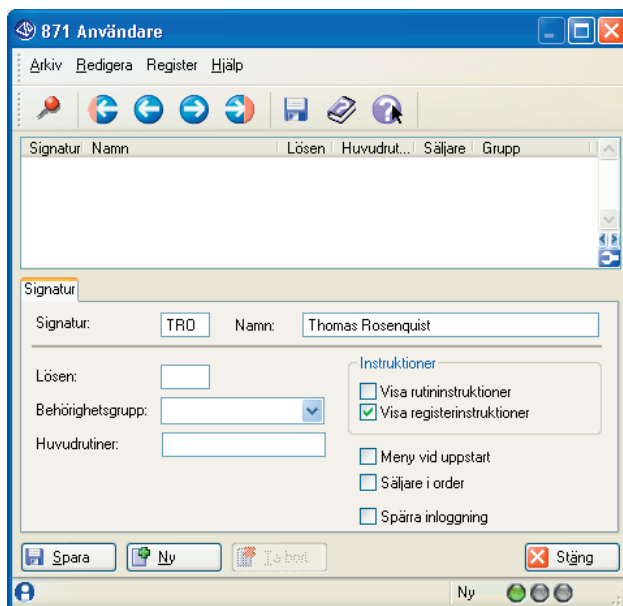 871 Användare
Arkiv Redigera Register Hjälp
Signatur Namn Lösen Huvudrut... Säljare Grupp
Signatur
Signatur: TRO Namn: Thomas Rosenquist
Instruktioner
Lösen:
Visa rutininstruktioner
Behörighetsgrupp:
Visa registerinstruktioner
Huvudrutiner:
Meny vid uppstart
Säljare i order
Spärra inloggning
Spara Ny Ta bort Stäng
Ny